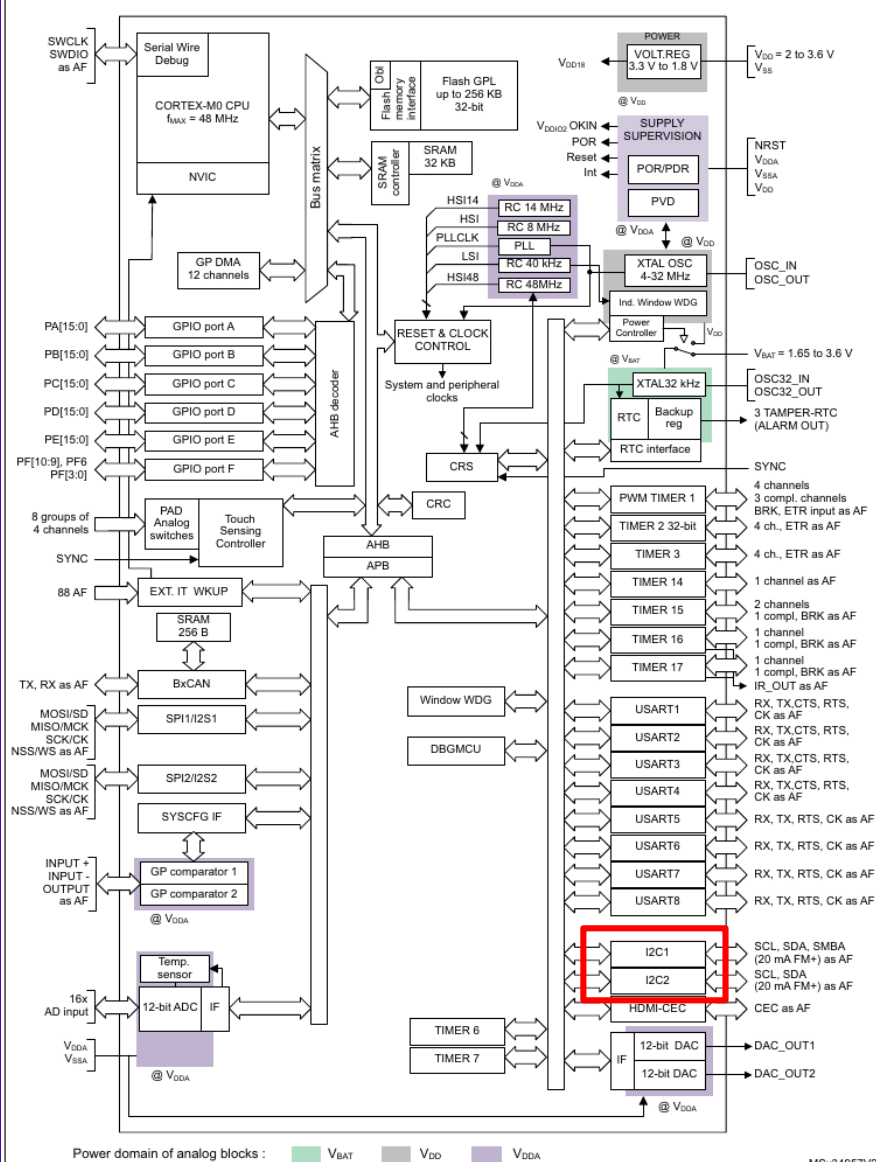 SWCLK
SWDIO
as AF
Serial Wire
Debug
CORTEX-M0 CPU
fMAX = 48 MHz
NVIC
Bus matrix
Obl
Flash
memory
interface
Flash GPL
up to 256 KB
32-bit
SRAM
controller
SRAM
32 KB
POWER
VOLT.REG
3.3 V to 1.8 V
VDD18
VDD = 2 to 3.6 V
VSS
@ VDD
SUPPLY
SUPERVISION
VDDIO2 OKIN
POR
Reset
Int
POR/PDR
PVD
NRST
VDDA
VSSA
VDD
@ VDDA
@ VDD
@ VDDA
HSI14
HSI
PLLCLK
LSI
HSI48
RC 14 MHz
RC 8 MHz
PLL
RC 40 kHz
RC 48MHz
XTAL OSC
4-32 MHz
OSC_IN
OSC_OUT
Ind. Window WDG
Power
Controller
VDD
VBAT = 1.65 to 3.6 V
@ VBAT
XTAL32 kHz
OSC32_IN
OSC32_OUT
RTC
Backup
reg
RTC interface
3 TAMPER-RTC
(ALARM OUT)
GP DMA
12 channels
RESET & CLOCK
CONTROL
System and peripheral
clocks
PA[15:0]
GPIO port A
PB[15:0]
GPIO port B
PC[15:0]
GPIO port C
PD[15:0]
GPIO port D
PE[15:0]
GPIO port E
PF[10:9], PF6
PF[3:0]
GPIO port F
AHB decoder
CRS
SYNC
CRC
8 groups of
4 channels
PAD
Analog
switches
Touch
Sensing
Controller
SYNC
AHB
APB
88 AF
EXT. IT WKUP
SRAM
256 B
TX, RX as AF
BxCAN
MOSI/SD
MISO/MCK
SCK/CK
NSS/WS as AF
SPI1/I2S1
MOSI/SD
MISO/MCK
SCK/CK
NSS/WS as AF
SPI2/I2S2
SYSCFG IF
INPUT +
INPUT -
OUTPUT
as AF
GP comparator 1
GP comparator 2
@ VDDA
Temp.
sensor
16x
AD input
12-bit ADC
IF
VDDA
VSSA
@ VDDA
Window WDG
DBGMCU
TIMER 6
TIMER 7
PWM TIMER 1
4 channels
3 compl. channels
BRK, ETR input as AF
TIMER 2 32-bit
4 ch., ETR as AF
TIMER 3
4 ch., ETR as AF
TIMER 14
1 channel as AF
TIMER 15
2 channels
1 compl, BRK as AF
TIMER 16
1 channel
1 compl, BRK as AF
TIMER 17
1 channel
1 compl, BRK as AF
IR_OUT as AF
USART1
RX, TX,CTS, RTS,
CK as AF
USART2
RX, TX,CTS, RTS,
CK as AF
USART3
RX, TX,CTS, RTS,
CK as AF
USART4
RX, TX,CTS, RTS,
CK as AF
USART5
RX, TX, RTS, CK as AF
USART6
RX, TX, RTS, CK as AF
USART7
RX, TX, RTS, CK as AF
USART8
RX, TX, RTS, CK as AF
I2C1
SCL, SDA, SMBA
(20 mA FM+) as AF
I2C2
SCL, SDA
(20 mA FM+) as AF
HDMI-CEC
CEC as AF
IF
12-bit DAC
12-bit DAC
DAC_OUT1
DAC_OUT2
@ VDDA
Power domain of analog blocks :
VBAT
VDD
VDDA